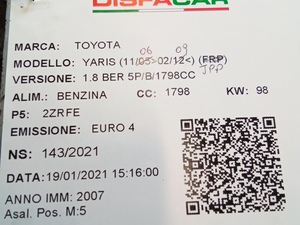 DISFACAR
06 09
MARCA: TOYOTA
MODELLO: YARIS (11/05>02/12<) (FRP)
JPP
VERSIONE: 1.8 BER 5P/B/1798CC
ALIM.: BENZINA CC: 1798 KW: 98
P5: 2ZRFE
EMISSIONE: EURO 4
NS: 143/2021
DATA: 19/01/2021 15:16:00
ANNO IMM: 2007
Asal. Pos. M:5